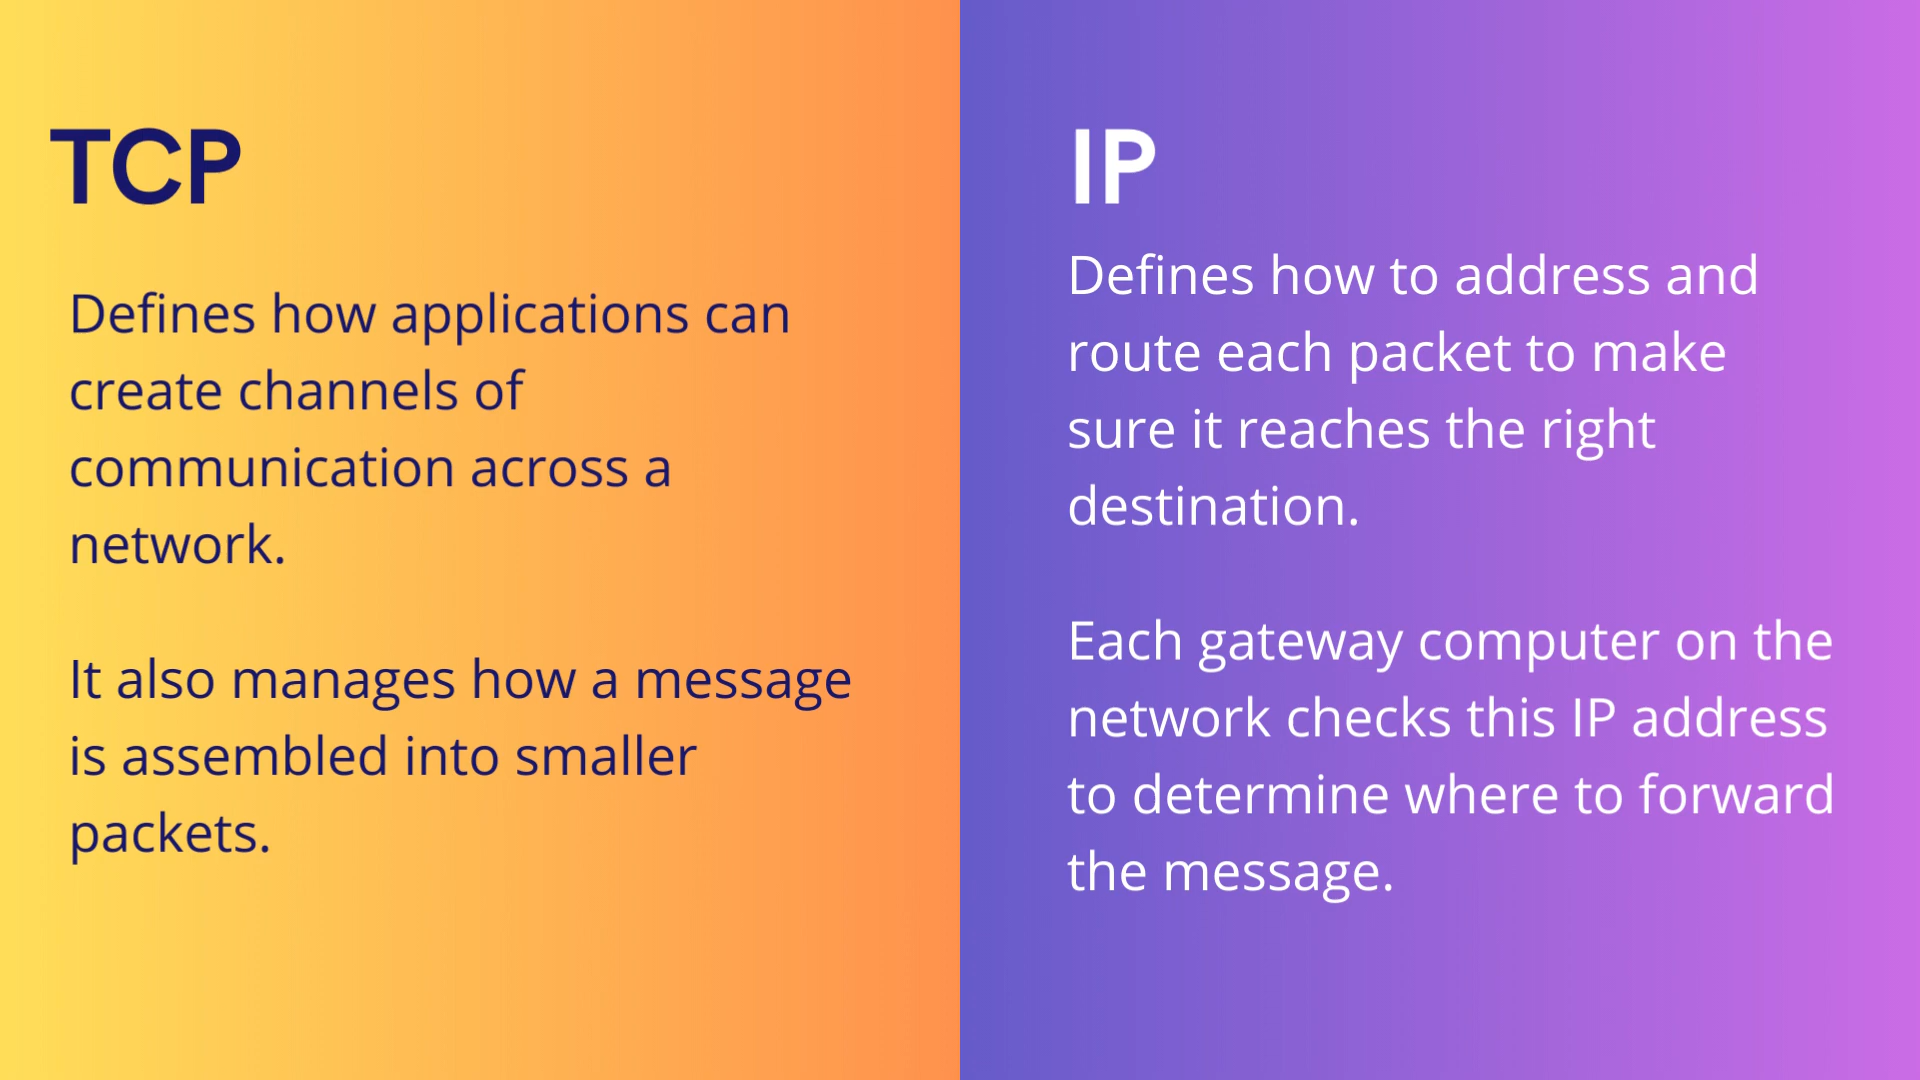 TCP
Defines how applications can
create channels of
communication across a
network.
It also manages how a message
is assembled into smaller
packets.
IP
Defines how to address and
route each packet to make
sure it reaches the right
destination.
Each gateway computer on the
network checks this IP address
to determine where to forward
the message.